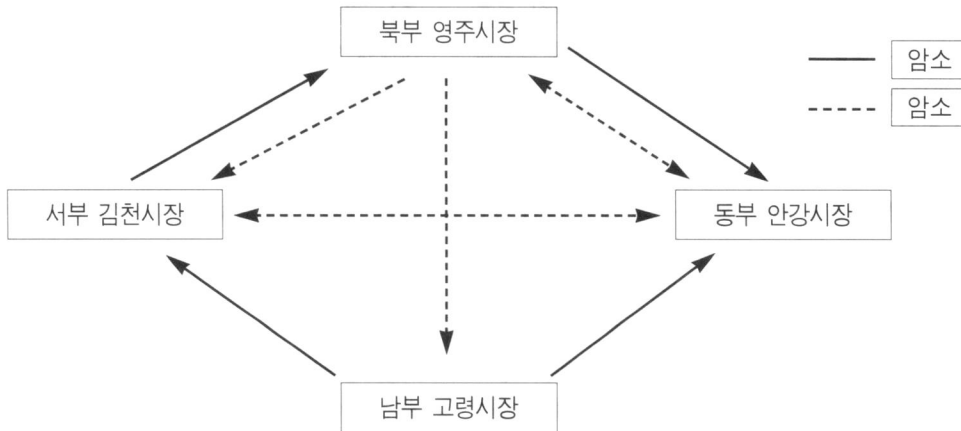 북부 영주시장
암소
암소
서부 김천시장
동부 안강시장
남부 고령시장